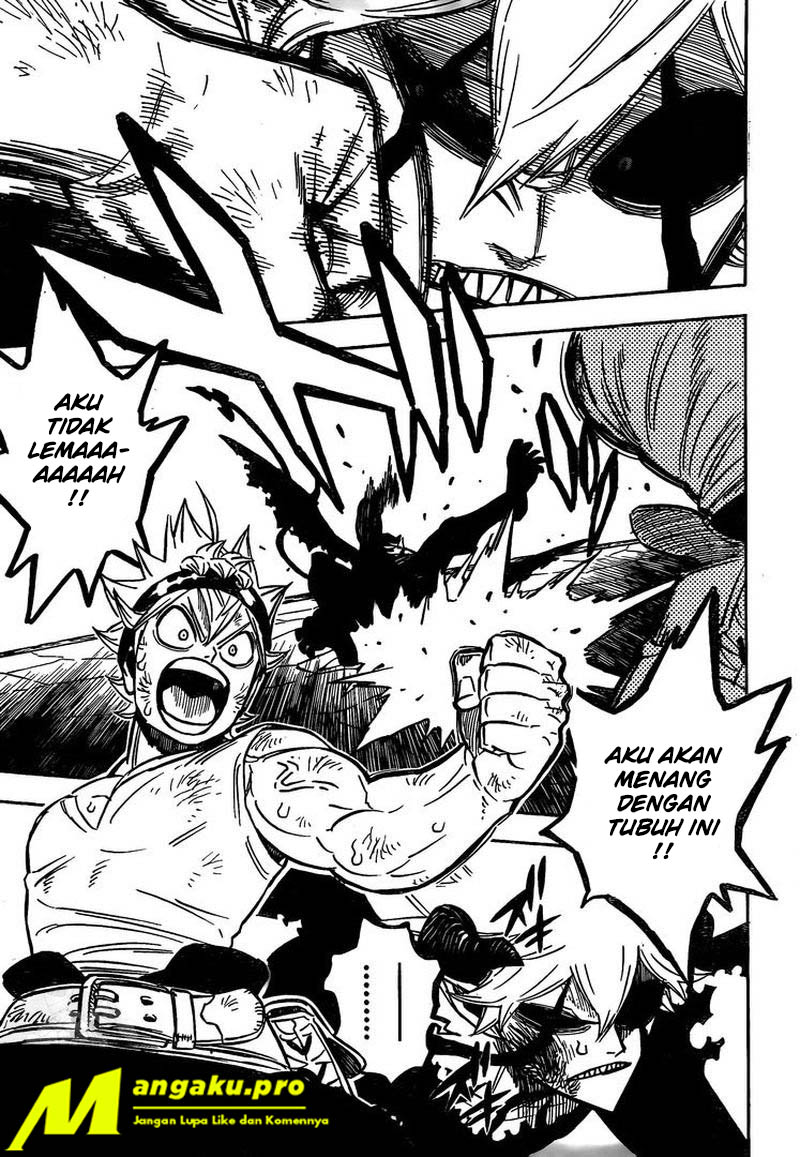 AKU
TIDAK
LEMAAA-
AAAAAH
!!
AKU AKAN
MENANG
DENGAN
TUBUH INI
!!
Mangaku.pro
Jangan Lupa Like dan Komennya